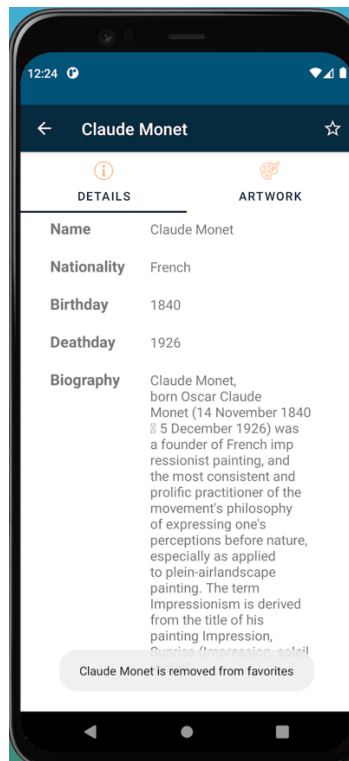 12:24
Claude Monet
DETAILS
ARTWORK
Name Claude Monet
Nationality French
Birthday 1840
Deathday 1926
Biography Claude Monet,
born Oscar Claude
Monet (14 November 1840
5 December 1926) was
a founder of French imp
ressionist painting, and
the most consistent and
prolific practitioner of the
movement's philosophy
of expressing one's
perceptions before nature,
especially as applied
to plein-airlandscape
painting. The term
Impressionism is derived
from the title of his
painting Impression,
Sunrise (Impression, soleil
Claude Monet is removed from favorites